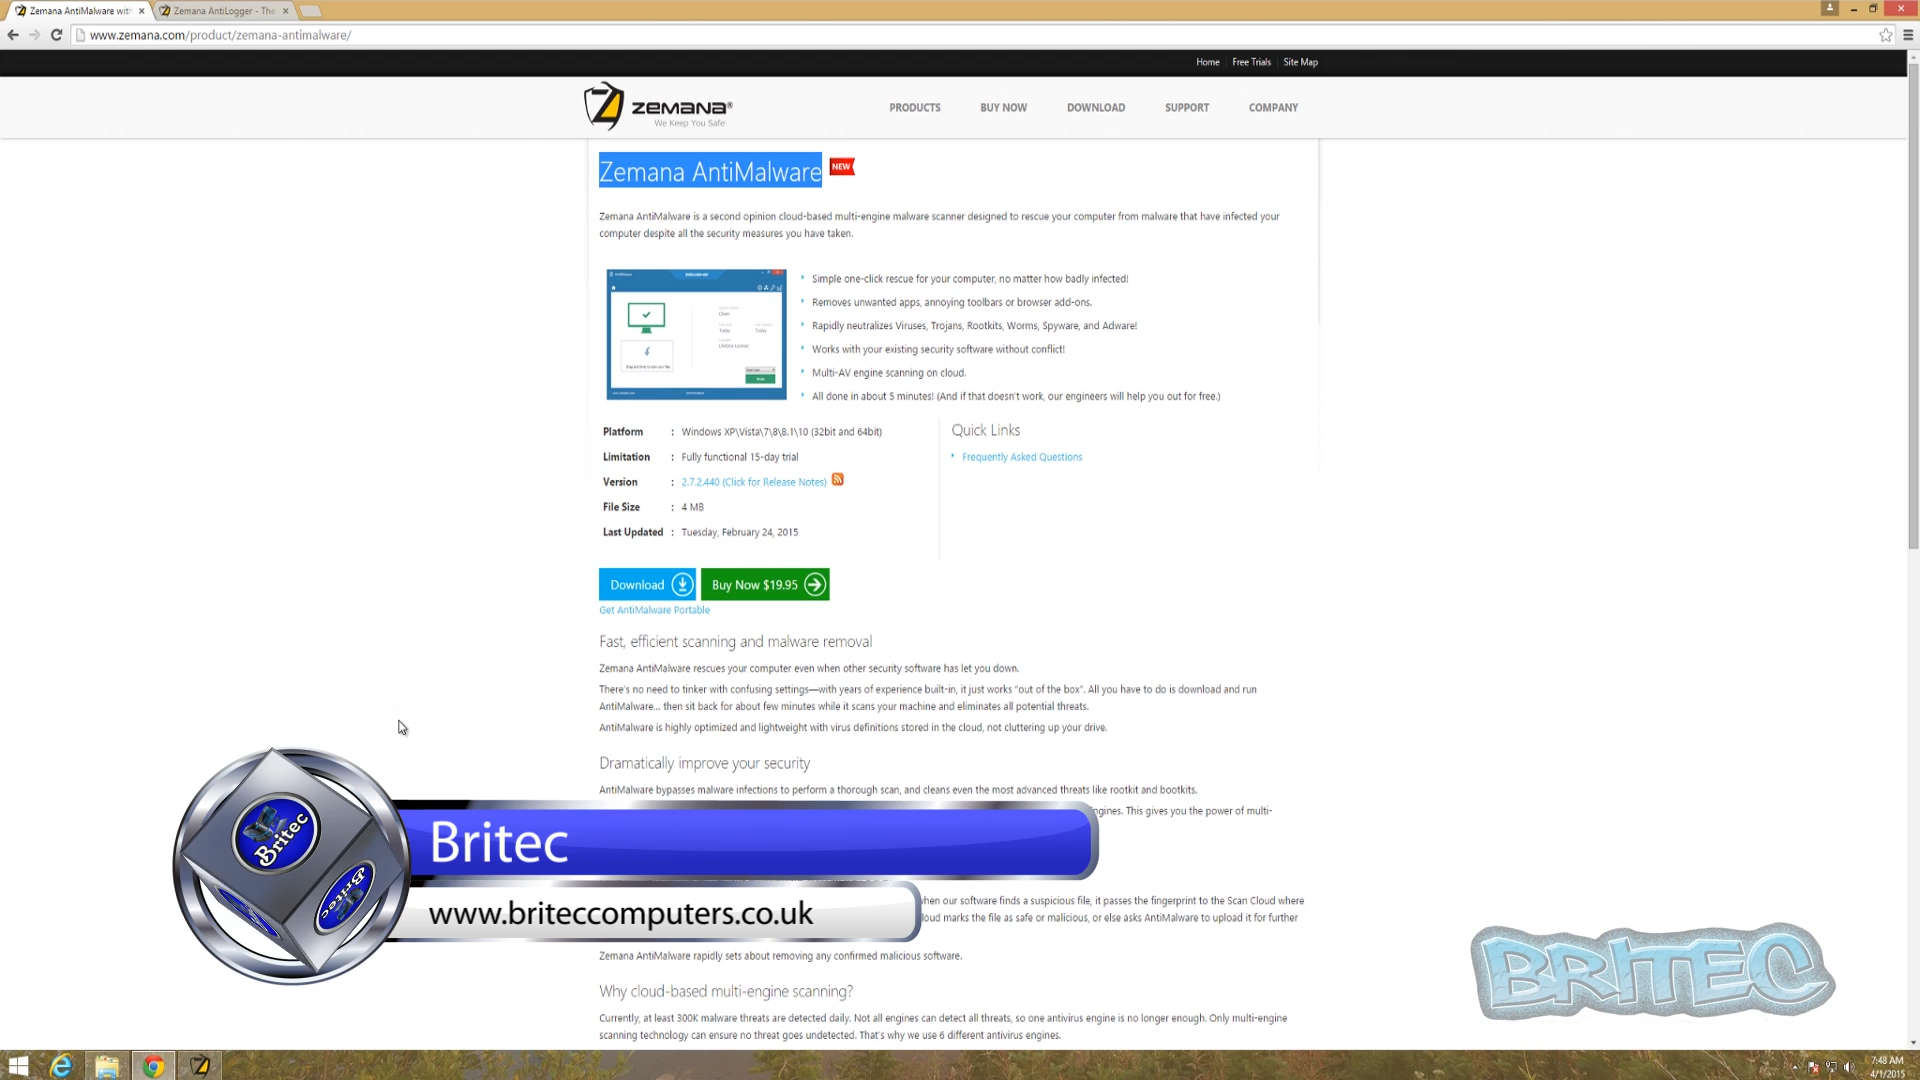 Zemana AntiMalware with
Zemana AntiLogger - The
www.zemana.com/product/zemana-antimalware/
Home
Free Trials
Site Map
ZEMANA®
We Keep You Safe
PRODUCTS
BUY NOW
DOWNLOAD
SUPPORT
COMPANY
Zemana AntiMalware
NEW
Zemana AntiMalware is a second opinion cloud-based multi-engine malware scanner designed to rescue your computer from malware that have infected your
computer despite all the security measures you have taken.
Simple one-click rescue for your computer, no matter how badly infected!
Removes unwanted apps, annoying toolbars or browser add-ons.
Rapidly neutralizes Viruses, Trojans, Rootkits, Worms, Spyware, and Adware!
Works with your existing security software without conflict!
Multi-AV engine scanning on cloud.
All done in about 5 minutes! (And if that doesn't work, our engineers will help you out for free.)
Platform : Windows XP\Vista\7\8\8.1\10 (32bit and 64bit)
Limitation : Fully functional 15-day trial
Version : 2.7.2.440 (Click for Release Notes)
File Size : 4 MB
Last Updated : Tuesday, February 24, 2015
Quick Links
Frequently Asked Questions
Download
Buy Now $19.95
Get AntiMalware Portable
Fast, efficient scanning and malware removal
Zemana AntiMalware rescues your computer even when other security software has let you down.
There's no need to tinker with confusing settings—with years of experience built-in, it just works "out of the box". All you have to do is download and run
AntiMalware... then sit back for about few minutes while it scans your machine and eliminates all potential threats.
AntiMalware is highly optimized and lightweight with virus definitions stored in the cloud, not cluttering up your drive.
Dramatically improve your security
AntiMalware bypasses malware infections to perform a thorough scan, and cleans even the most advanced threats like rootkit and bootkits.
ngines. This gives you the power of multi-
Britec
Britec
Britec
www.briteccomputers.co.uk
hen our software finds a suspicious file, it passes the fingerprint to the Scan Cloud where
loud marks the file as safe or malicious, or else asks AntiMalware to upload it for further
Zemana AntiMalware rapidly sets about removing any confirmed malicious software.
BRITEC
Why cloud-based multi-engine scanning?
Currently, at least 300K malware threats are detected daily. Not all engines can detect all threats, so one antivirus engine is no longer enough. Only multi-engine
scanning technology can ensure no threat goes undetected. That's why we use 6 different antivirus engines.
7:48 AM
4/1/2015